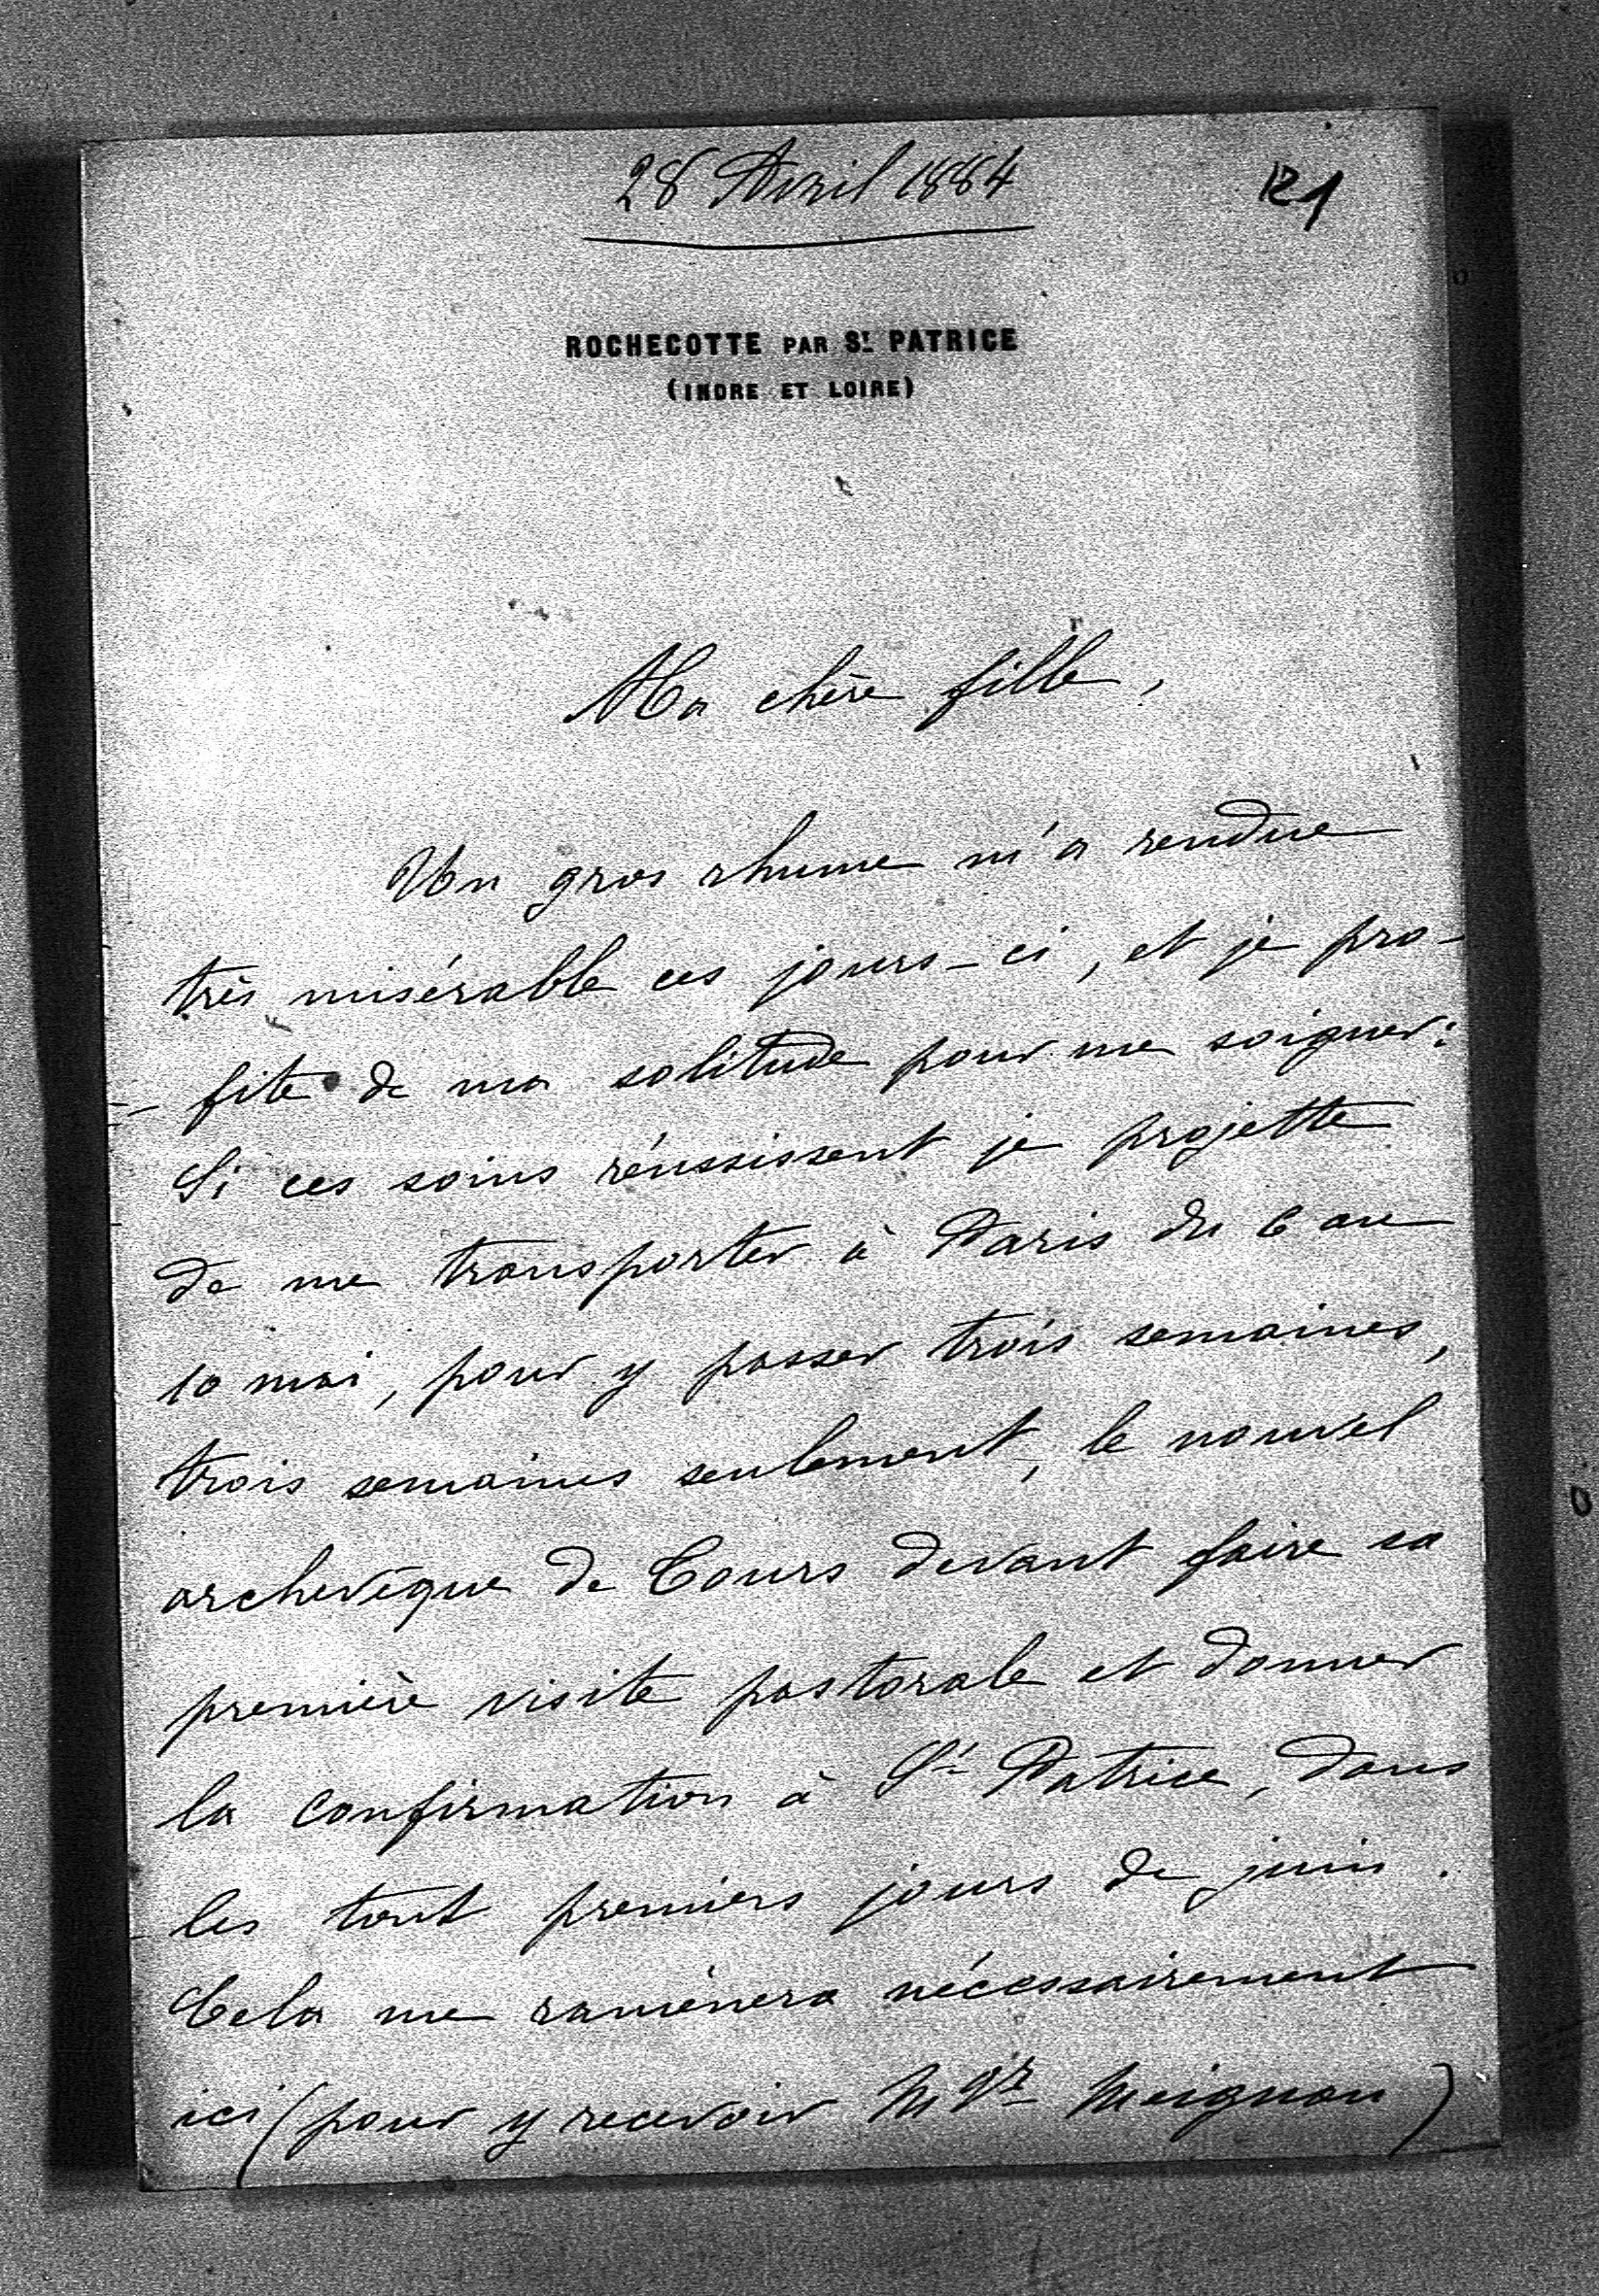 28 Avril 1884
121
ROCHECOTTE PAR ST. PATRICE
(INDRE ET LOIRE)
Ma chère fille,
Un gros rhume m'a rendue
très misérable ces jours-ci, et je pro-
-fite de ma solitude pour me soigner:
Si ces soins réussissent je projette
de me transporter à Paris du 6 au
10 mai, pour y passer trois semaines,
trois semaines seulement, le nouvel
archevêque de Tours devant faire sa
première visite pastorale et donner
la confirmation à St Patrice, dans
les tout premiers jours de juin.
Cela me ramènera nécessairement
ici (pour y recevoir Mgr Meignan)